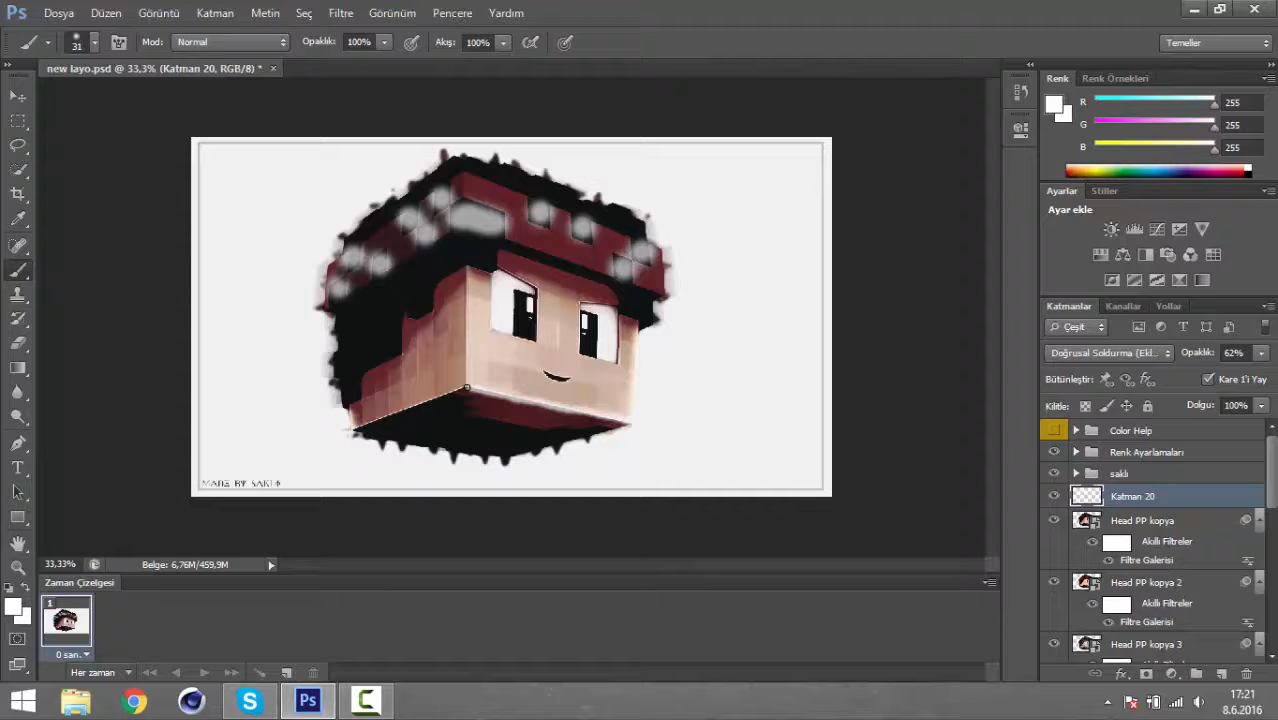 Ps Dosya Düzen Görüntü Katman Metin Seç Filtre Görünüm Pencere Yardım
31 Mod: Normal Opaklık: 100% Akış: 100% Temeller
new layo.psd @ 33,3% (Katman 20, RGB/8) * ×
Renk Renk Örnekleri
R 255
G 255
B 255
Ayarlar Stiller
Ayar ekle
Katmanlar Kanallar Yollar
Çeşit
Doğrusal Soldurma (Ekl... Opaklık: 62%
Bütünleştir: Kare 1'i Yay
Kilitle: Dolgu: 100%
Color Help
Renk Ayarlamaları
saklı
Katman 20
Head PP kopya
Akıllı Filtreler
Filtre Galerisi
Head PP kopya 2
Akıllı Filtreler
Filtre Galerisi
Head PP kopya 3
MADE BY SAKLI
33,33% Belge: 6,76M/459,9M
Zaman Çizelgesi
1
0 san.
Her zaman
Ps
17:21
8.6.2016